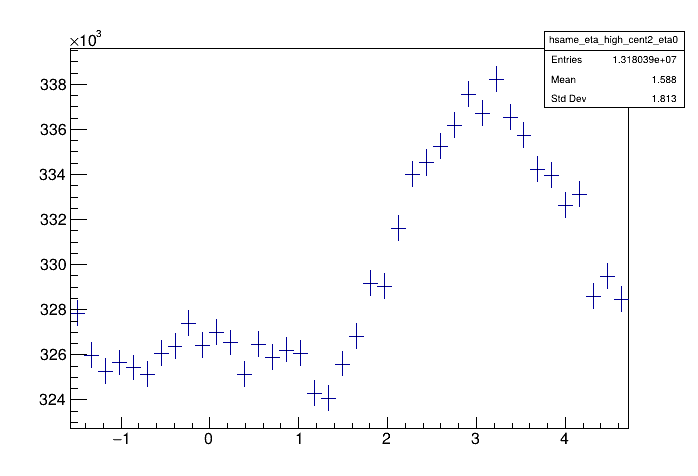 ×10³
hsame_eta_high_cent2_eta0
Entries 1.318039e+07
Mean 1.588
Std Dev 1.813
338
336
334
332
330
328
326
324
−1 0 1 2 3 4